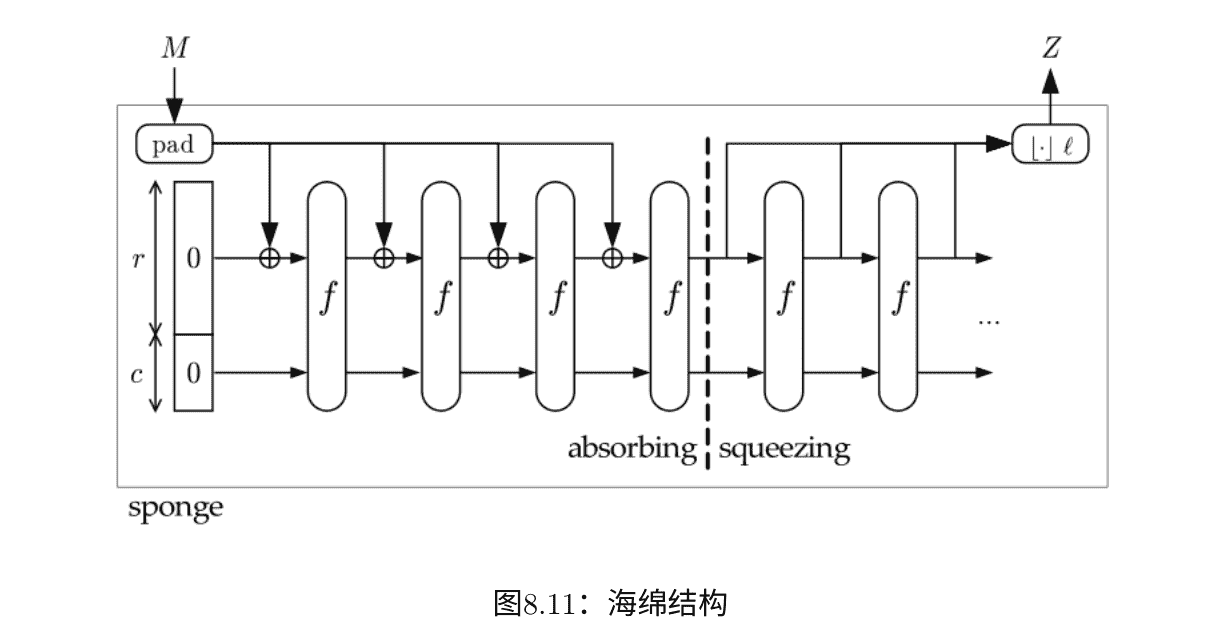 M
Z
pad
⌊·⌋ ℓ
r
0
f
f
f
f
f
f
...
c
0
absorbing
squeezing
sponge
图8.11：海绵结构